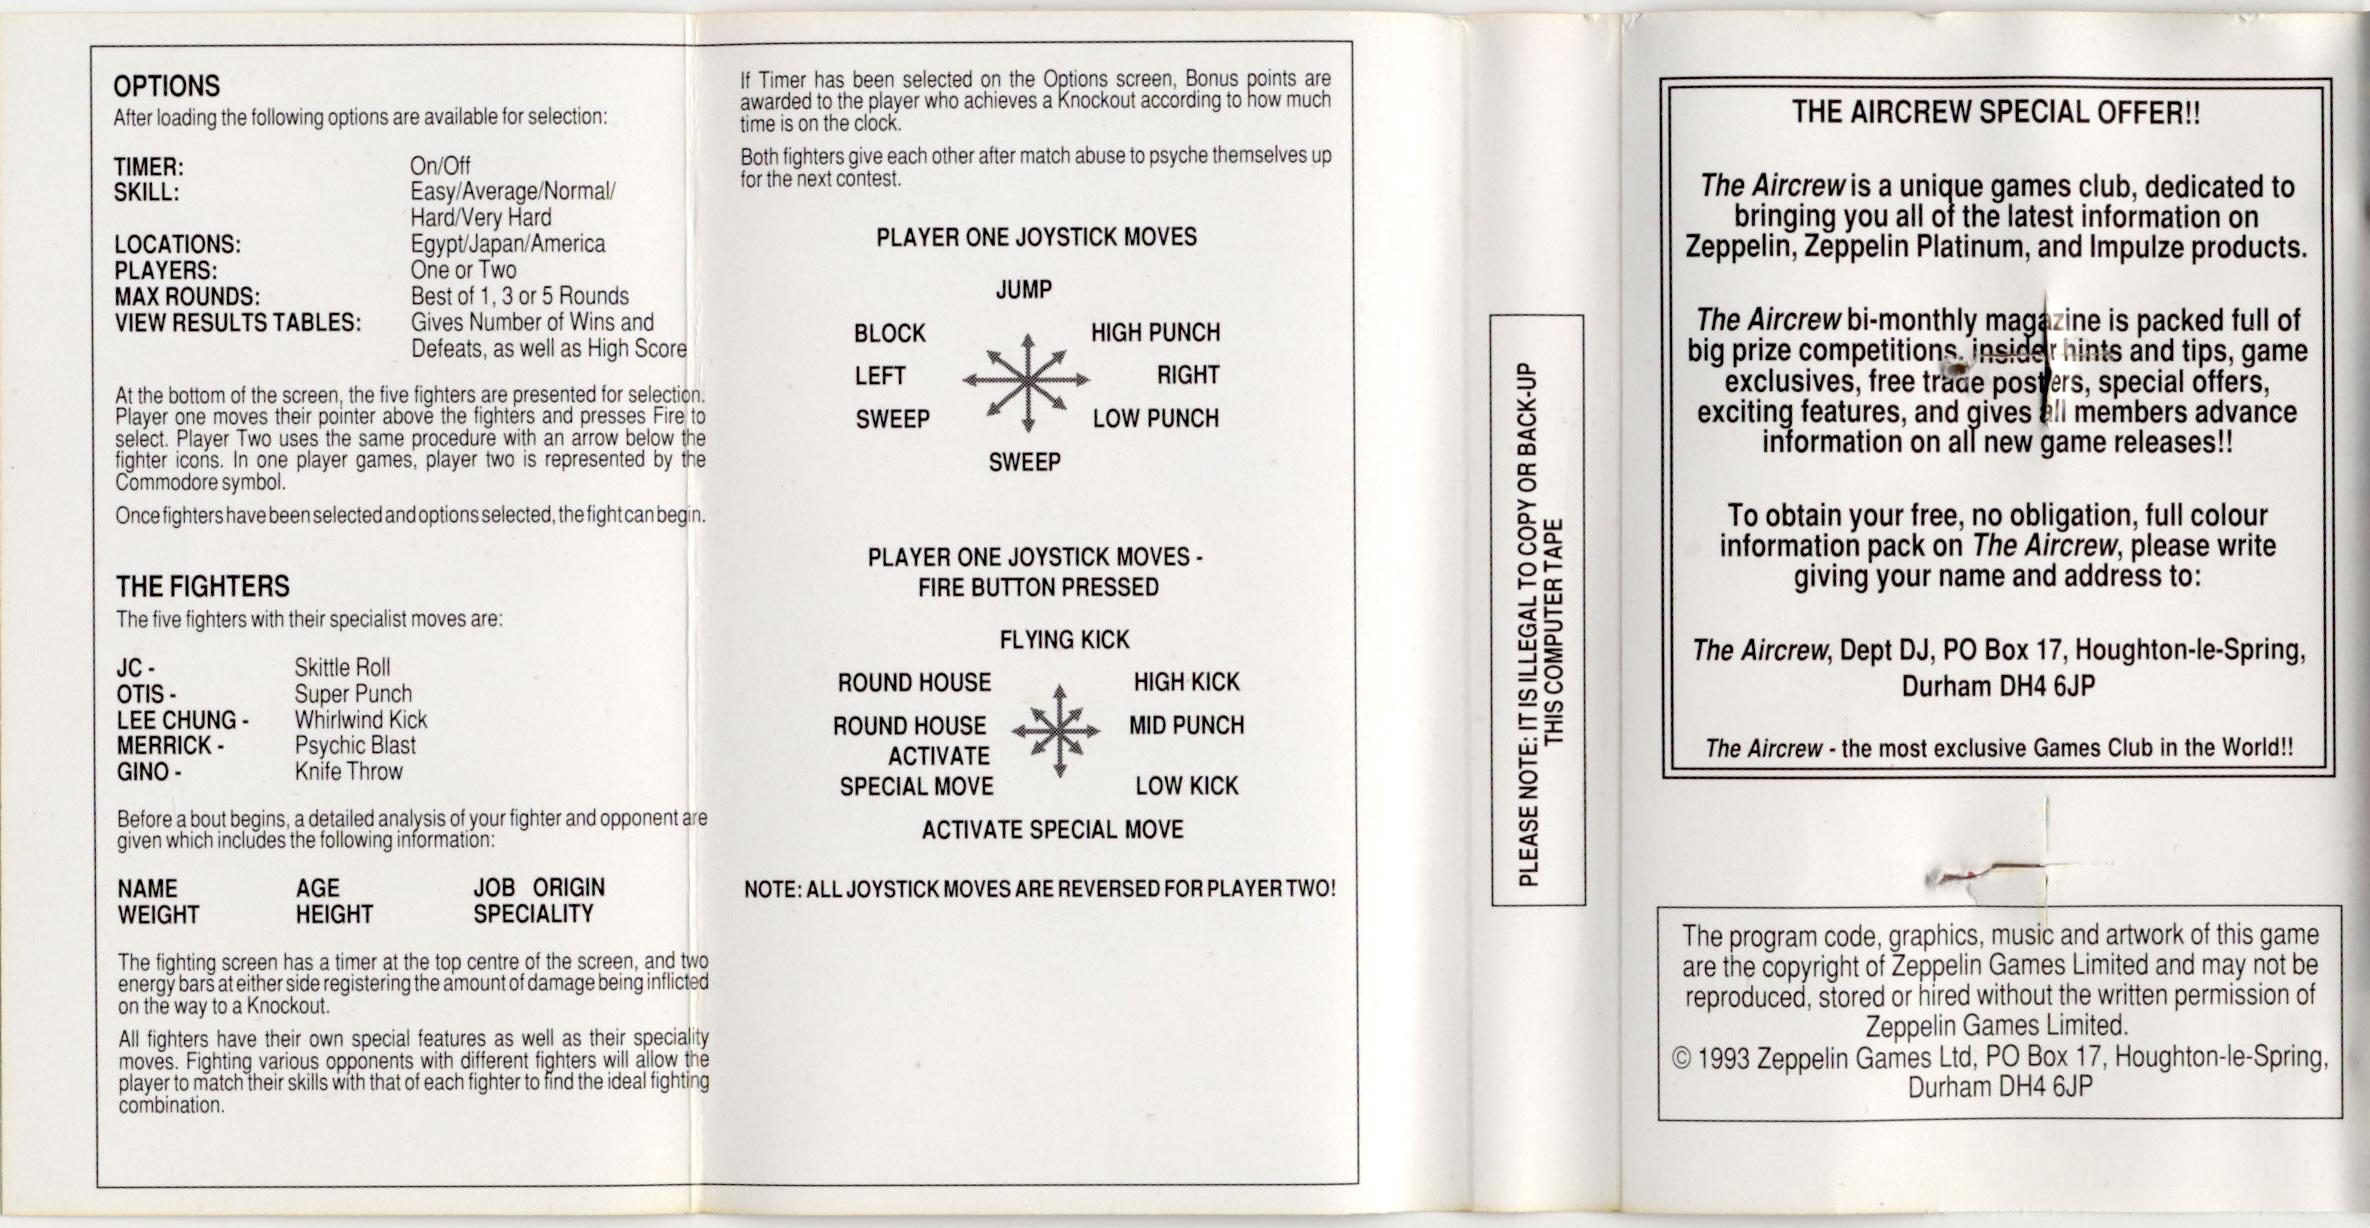 OPTIONS
After loading the following options are available for selection:
TIMER: On/Off
SKILL: Easy/Average/Normal/
Hard/Very Hard
LOCATIONS: Egypt/Japan/America
PLAYERS: One or Two
MAX ROUNDS: Best of 1, 3 or 5 Rounds
VIEW RESULTS TABLES: Gives Number of Wins and
Defeats, as well as High Score
At the bottom of the screen, the five fighters are presented for selection.
Player one moves their pointer above the fighters and presses Fire to
select. Player Two uses the same procedure with an arrow below the
fighter icons. In one player games, player two is represented by the
Commodore symbol.
Once fighters have been selected and options selected, the fight can begin.
THE FIGHTERS
The five fighters with their specialist moves are:
JC - Skittle Roll
OTIS - Super Punch
LEE CHUNG - Whirlwind Kick
MERRICK - Psychic Blast
GINO - Knife Throw
Before a bout begins, a detailed analysis of your fighter and opponent are
given which includes the following information:
NAME AGE JOB ORIGIN
WEIGHT HEIGHT SPECIALITY
The fighting screen has a timer at the top centre of the screen, and two
energy bars at either side registering the amount of damage being inflicted
on the way to a Knockout.
All fighters have their own special features as well as their speciality
moves. Fighting various opponents with different fighters will allow the
player to match their skills with that of each fighter to find the ideal fighting
combination.
If Timer has been selected on the Options screen, Bonus points are
awarded to the player who achieves a Knockout according to how much
time is on the clock.
Both fighters give each other after match abuse to psyche themselves up
for the next contest.
PLAYER ONE JOYSTICK MOVES
JUMP
BLOCK HIGH PUNCH
LEFT RIGHT
SWEEP LOW PUNCH
SWEEP
PLAYER ONE JOYSTICK MOVES -
FIRE BUTTON PRESSED
FLYING KICK
ROUND HOUSE HIGH KICK
ROUND HOUSE MID PUNCH
ACTIVATE
SPECIAL MOVE LOW KICK
ACTIVATE SPECIAL MOVE
NOTE: ALL JOYSTICK MOVES ARE REVERSED FOR PLAYER TWO!
PLEASE NOTE: IT IS ILLEGAL TO COPY OR BACK-UP
THIS COMPUTER TAPE
THE AIRCREW SPECIAL OFFER!!
The Aircrew is a unique games club, dedicated to
bringing you all of the latest information on
Zeppelin, Zeppelin Platinum, and Impulze products.
The Aircrew bi-monthly magazine is packed full of
big prize competitions, insider hints and tips, game
exclusives, free trade posters, special offers,
exciting features, and gives all members advance
information on all new game releases!!
To obtain your free, no obligation, full colour
information pack on The Aircrew, please write
giving your name and address to:
The Aircrew, Dept DJ, PO Box 17, Houghton-le-Spring,
Durham DH4 6JP
The Aircrew - the most exclusive Games Club in the World!!
The program code, graphics, music and artwork of this game
are the copyright of Zeppelin Games Limited and may not be
reproduced, stored or hired without the written permission of
Zeppelin Games Limited.
© 1993 Zeppelin Games Ltd, PO Box 17, Houghton-le-Spring,
Durham DH4 6JP